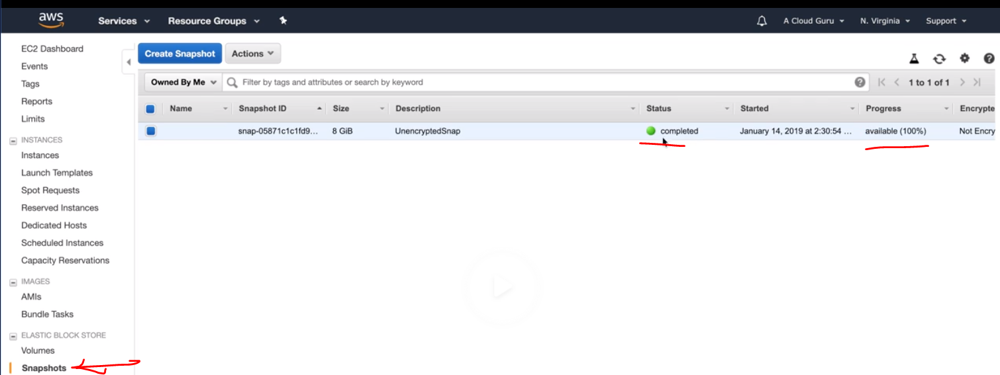 aws Services Resource Groups A Cloud Guru N. Virginia Support
EC2 Dashboard
Events
Tags
Reports
Limits
INSTANCES
Instances
Launch Templates
Spot Requests
Reserved Instances
Dedicated Hosts
Scheduled Instances
Capacity Reservations
IMAGES
AMIs
Bundle Tasks
ELASTIC BLOCK STORE
Volumes
Snapshots
Create Snapshot Actions
Owned By Me Filter by tags and attributes or search by keyword 1 to 1 of 1
Name Snapshot ID Size Description Status Started Progress Encrypte
snap-05871c1c1fd9... 8 GiB UnencryptedSnap completed January 14, 2019 at 2:30:54 ... available (100%) Not Encry